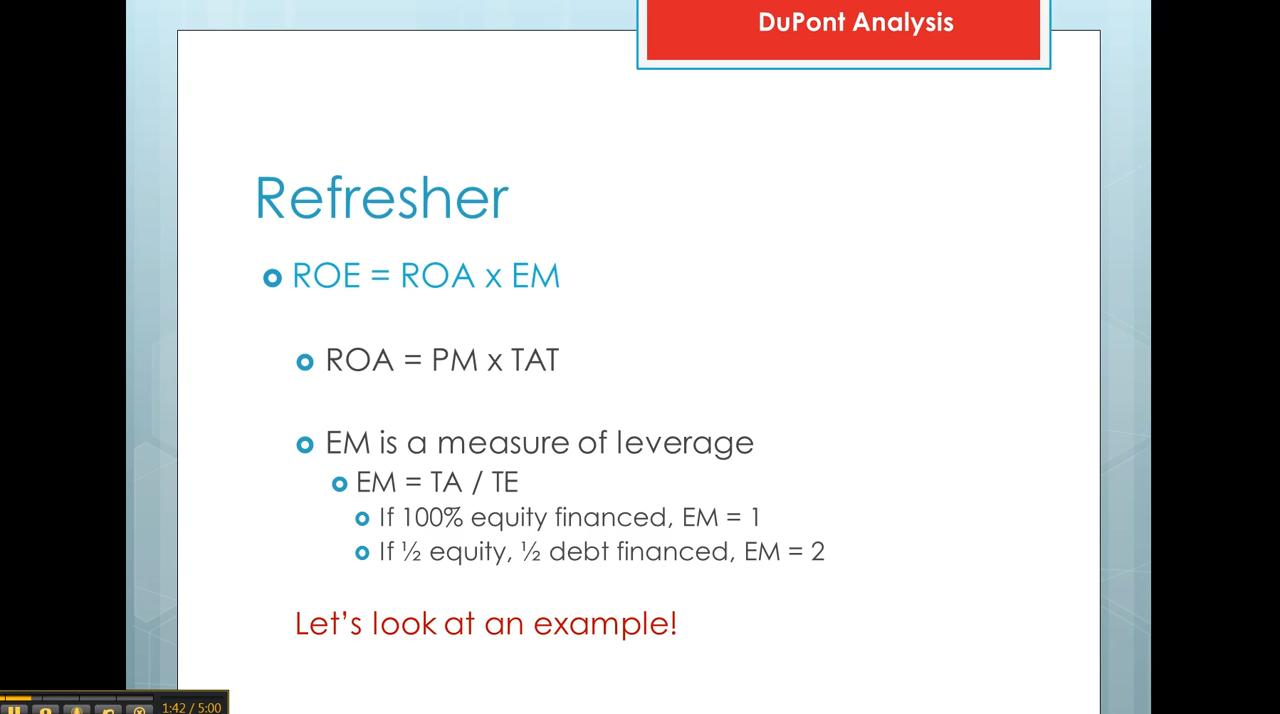 DuPont Analysis
Refresher
ROE = ROA x EM
ROA = PM x TAT
EM is a measure of leverage
EM = TA / TE
If 100% equity financed, EM = 1
If ½ equity, ½ debt financed, EM = 2
Let’s look at an example!
1:42 / 5:00